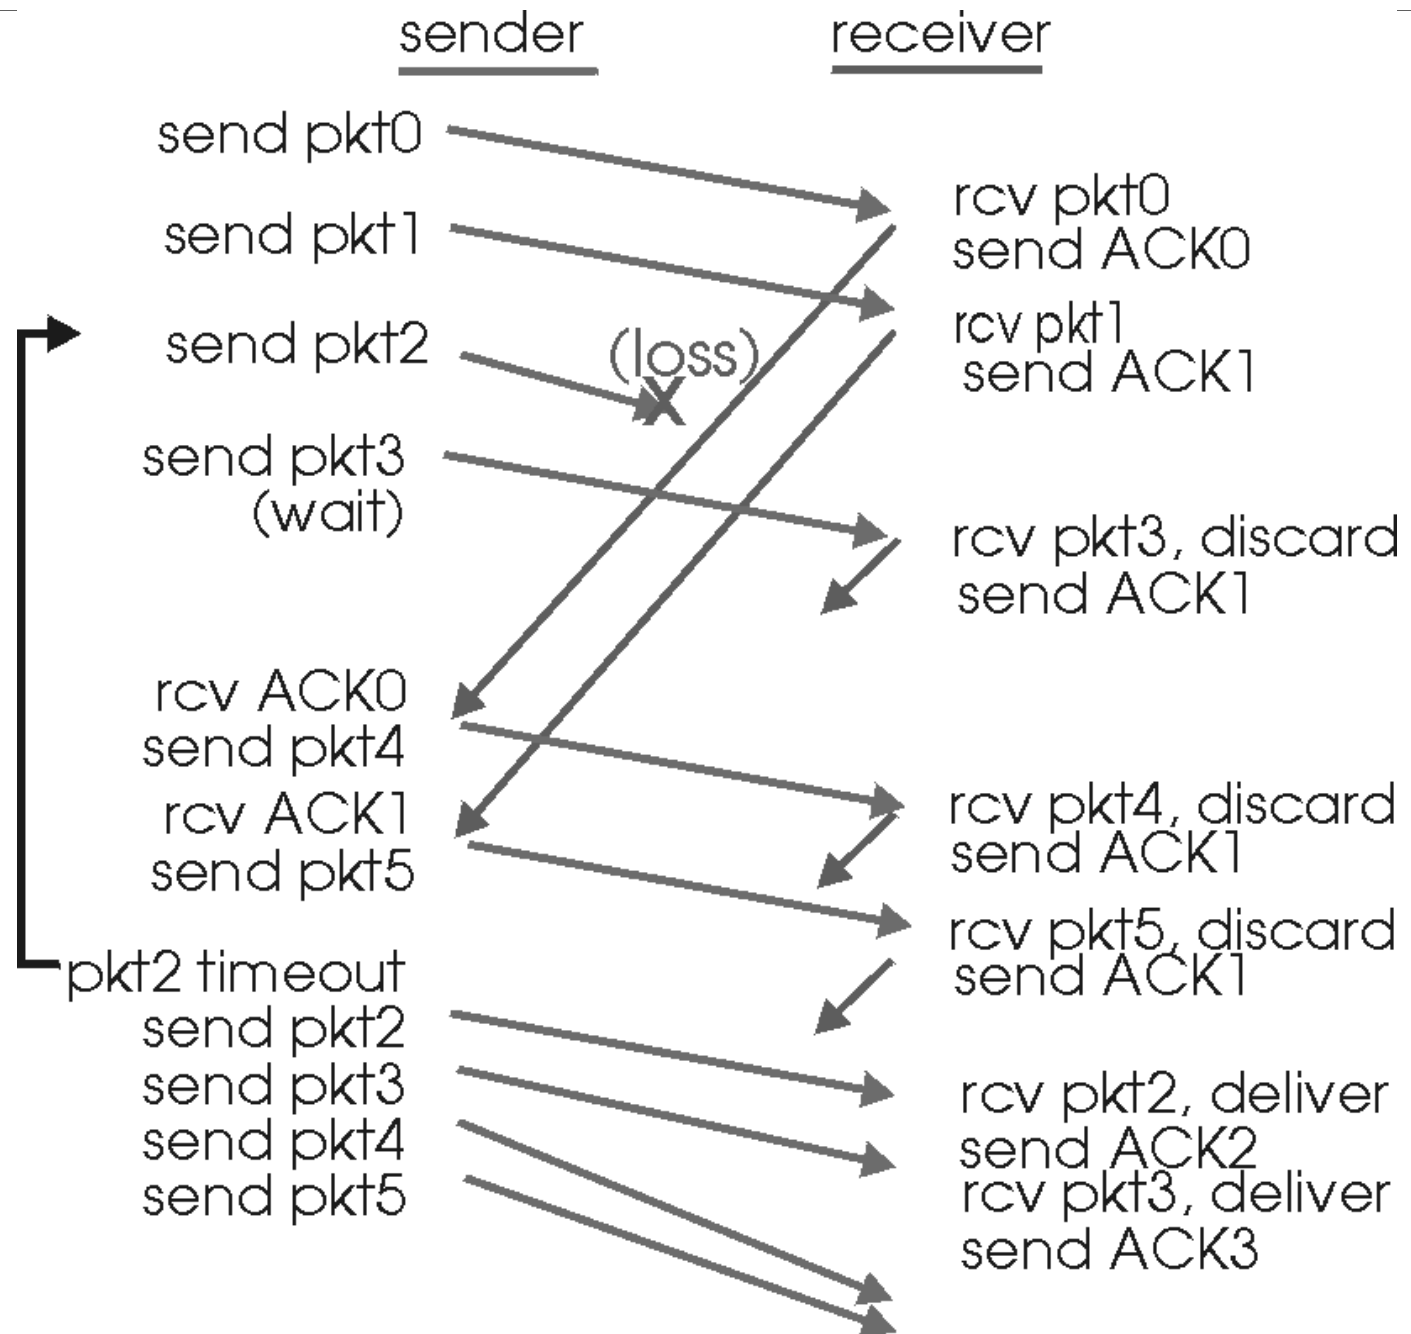 sender
receiver
send pkt0
rcv pkt0
send ACK0
send pkt1
rcv pkt1
send ACK1
send pkt2
(loss)
X
send pkt3
(wait)
rcv pkt3, discard
send ACK1
rcv ACK0
send pkt4
rcv pkt4, discard
send ACK1
rcv ACK1
send pkt5
rcv pkt5, discard
send ACK1
pkt2 timeout
send pkt2
send pkt3
send pkt4
send pkt5
rcv pkt2, deliver
send ACK2
rcv pkt3, deliver
send ACK3